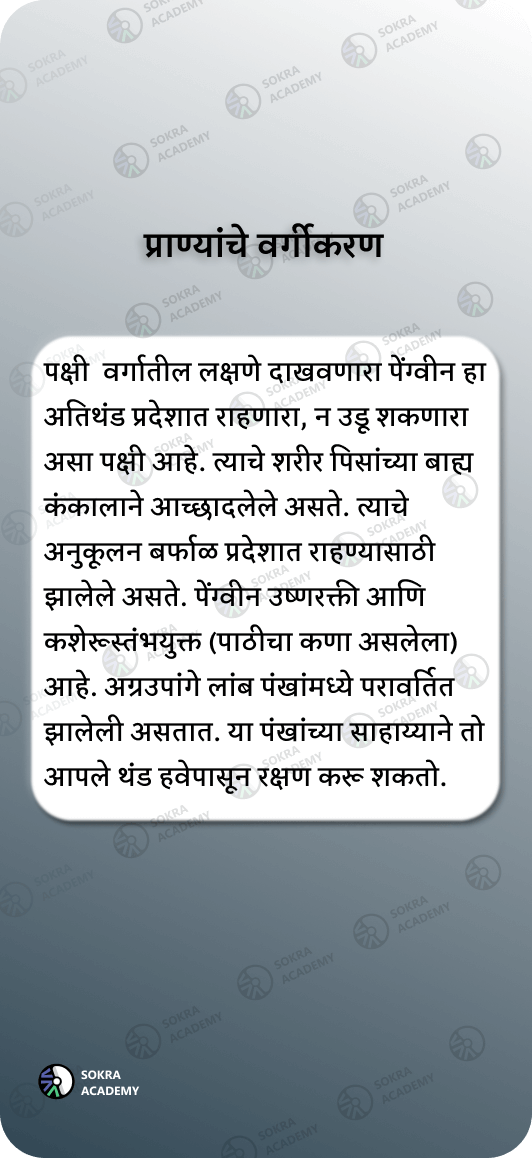 प्राण्यांचे वर्गीकरण
पक्षी वर्गातील लक्षणे दाखवणारा पेंग्वीन हा
अतिथंड प्रदेशात राहणारा, न उडू शकणारा
असा पक्षी आहे. त्याचे शरीर पिसांच्या बाह्य
कंकालाने आच्छादलेले असते. त्याचे
अनुकूलन बर्फाळ प्रदेशात राहण्यासाठी
झालेले असते. पेंग्वीन उष्णरक्ती आणि
कशेरूस्तंभयुक्त (पाठीचा कणा असलेला)
आहे. अग्रउपांगे लांब पंखांमध्ये परावर्तित
झालेली असतात. या पंखांच्या साहाय्याने तो
आपले थंड हवेपासून रक्षण करू शकतो.
SOKRA
ACADEMY